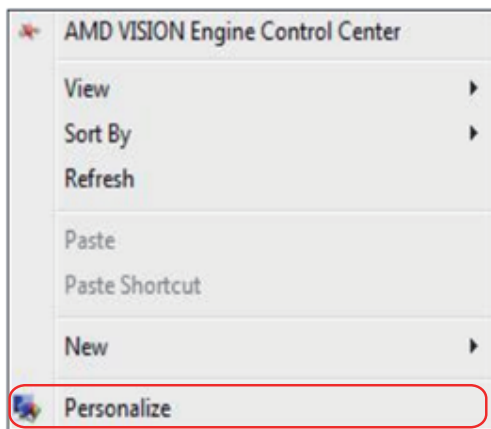 AMD VISION Engine Control Center
View
Sort By
Refresh
Paste
Paste Shortcut
New
Personalize